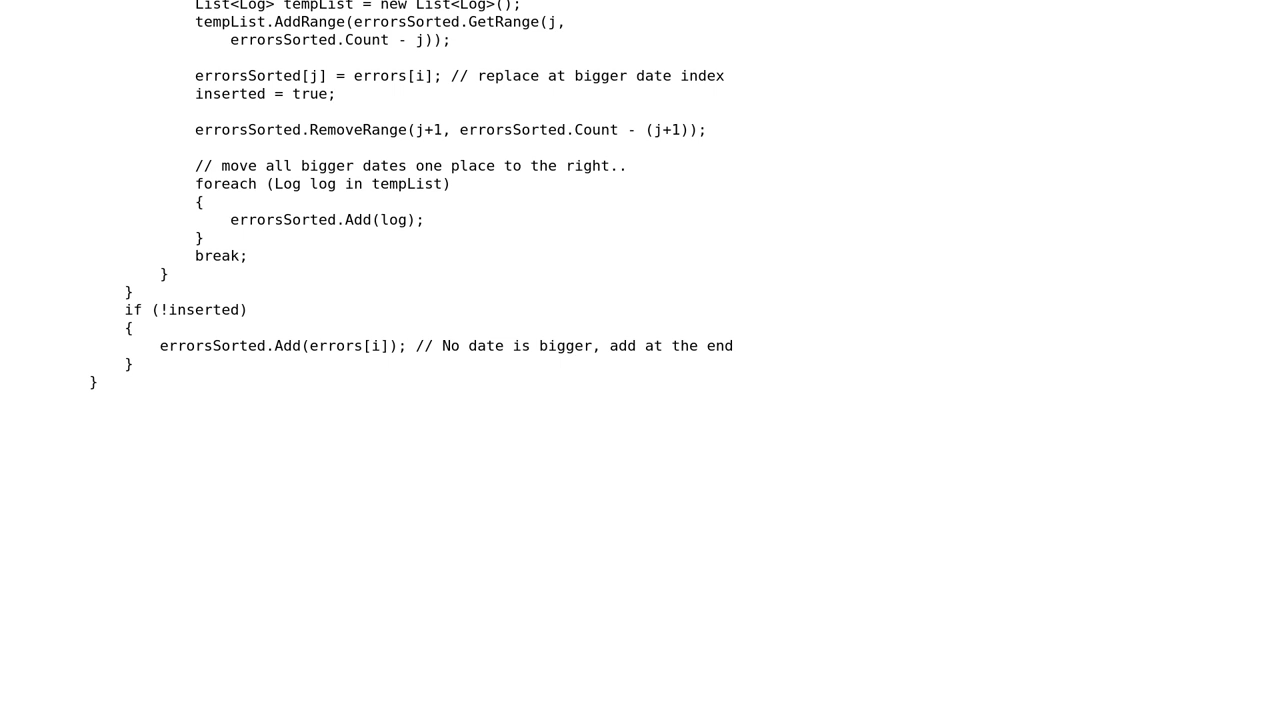 List<Log> tempList = new List<Log>();
tempList.AddRange(errorsSorted.GetRange(j,
errorsSorted.Count - j));
errorsSorted[j] = errors[i]; // replace at bigger date index
inserted = true;
errorsSorted.RemoveRange(j+1, errorsSorted.Count - (j+1));
// move all bigger dates one place to the right..
foreach (Log log in tempList)
{
errorsSorted.Add(log);
}
break;
}
}
if (!inserted)
{
errorsSorted.Add(errors[i]); // No date is bigger, add at the end
}
}